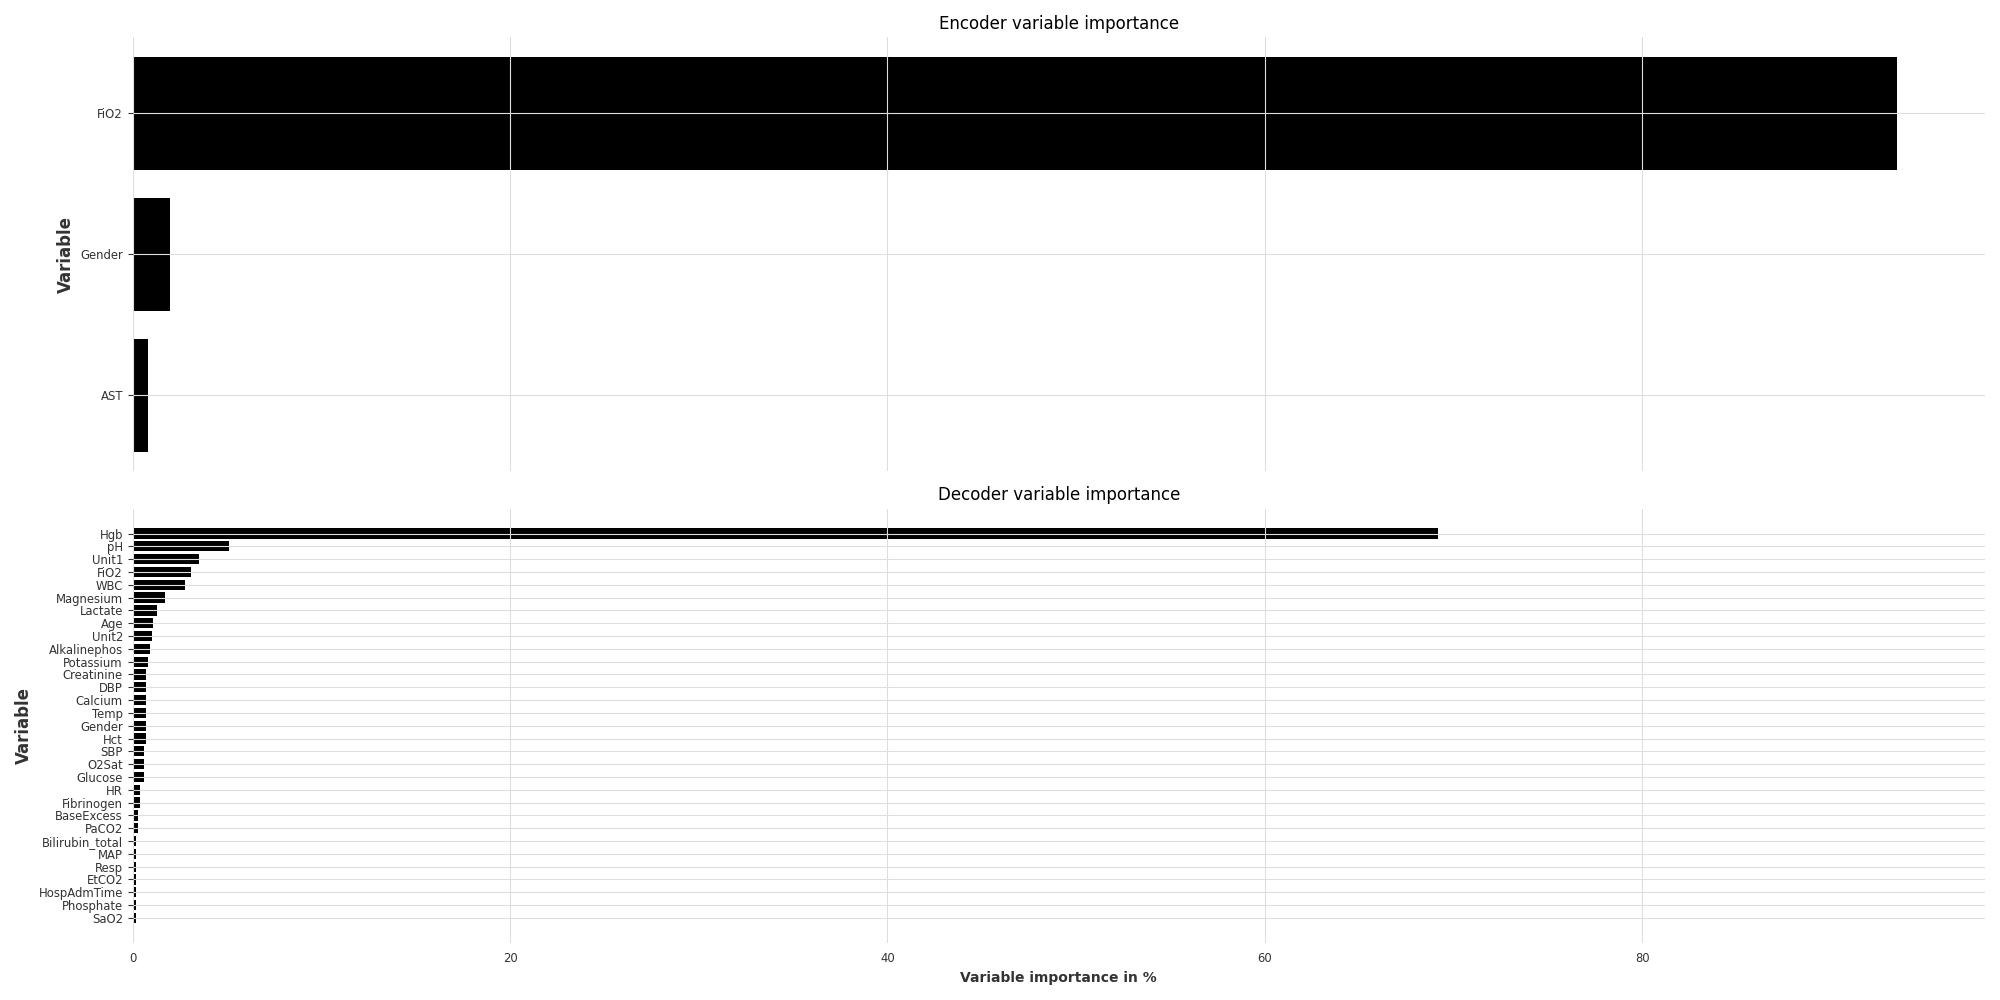 Encoder variable importance
FiO2
Gender
AST
Variable
Decoder variable importance
Hgb
pH
Unit1
FiO2
WBC
Magnesium
Lactate
Age
Unit2
Alkalinephos
Potassium
Creatinine
DBP
Calcium
Temp
Gender
Hct
SBP
O2Sat
Glucose
HR
Fibrinogen
BaseExcess
PaCO2
Bilirubin_total
MAP
Resp
EtCO2
HospAdmTime
Phosphate
SaO2
Variable
0 20 40 60 80
Variable importance in %